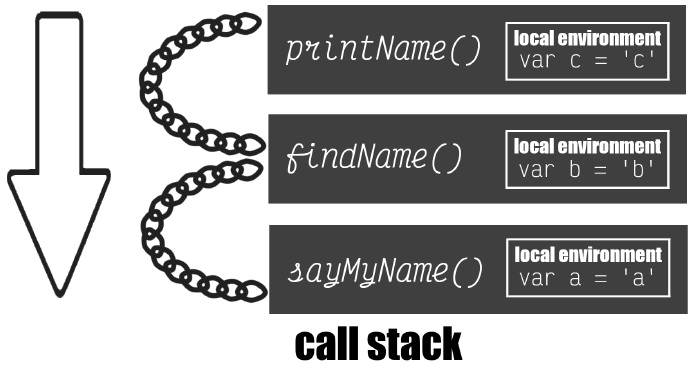 printName()
local environment
var c = 'c'
findName()
local environment
var b = 'b'
sayMyName()
local environment
var a = 'a'
call stack